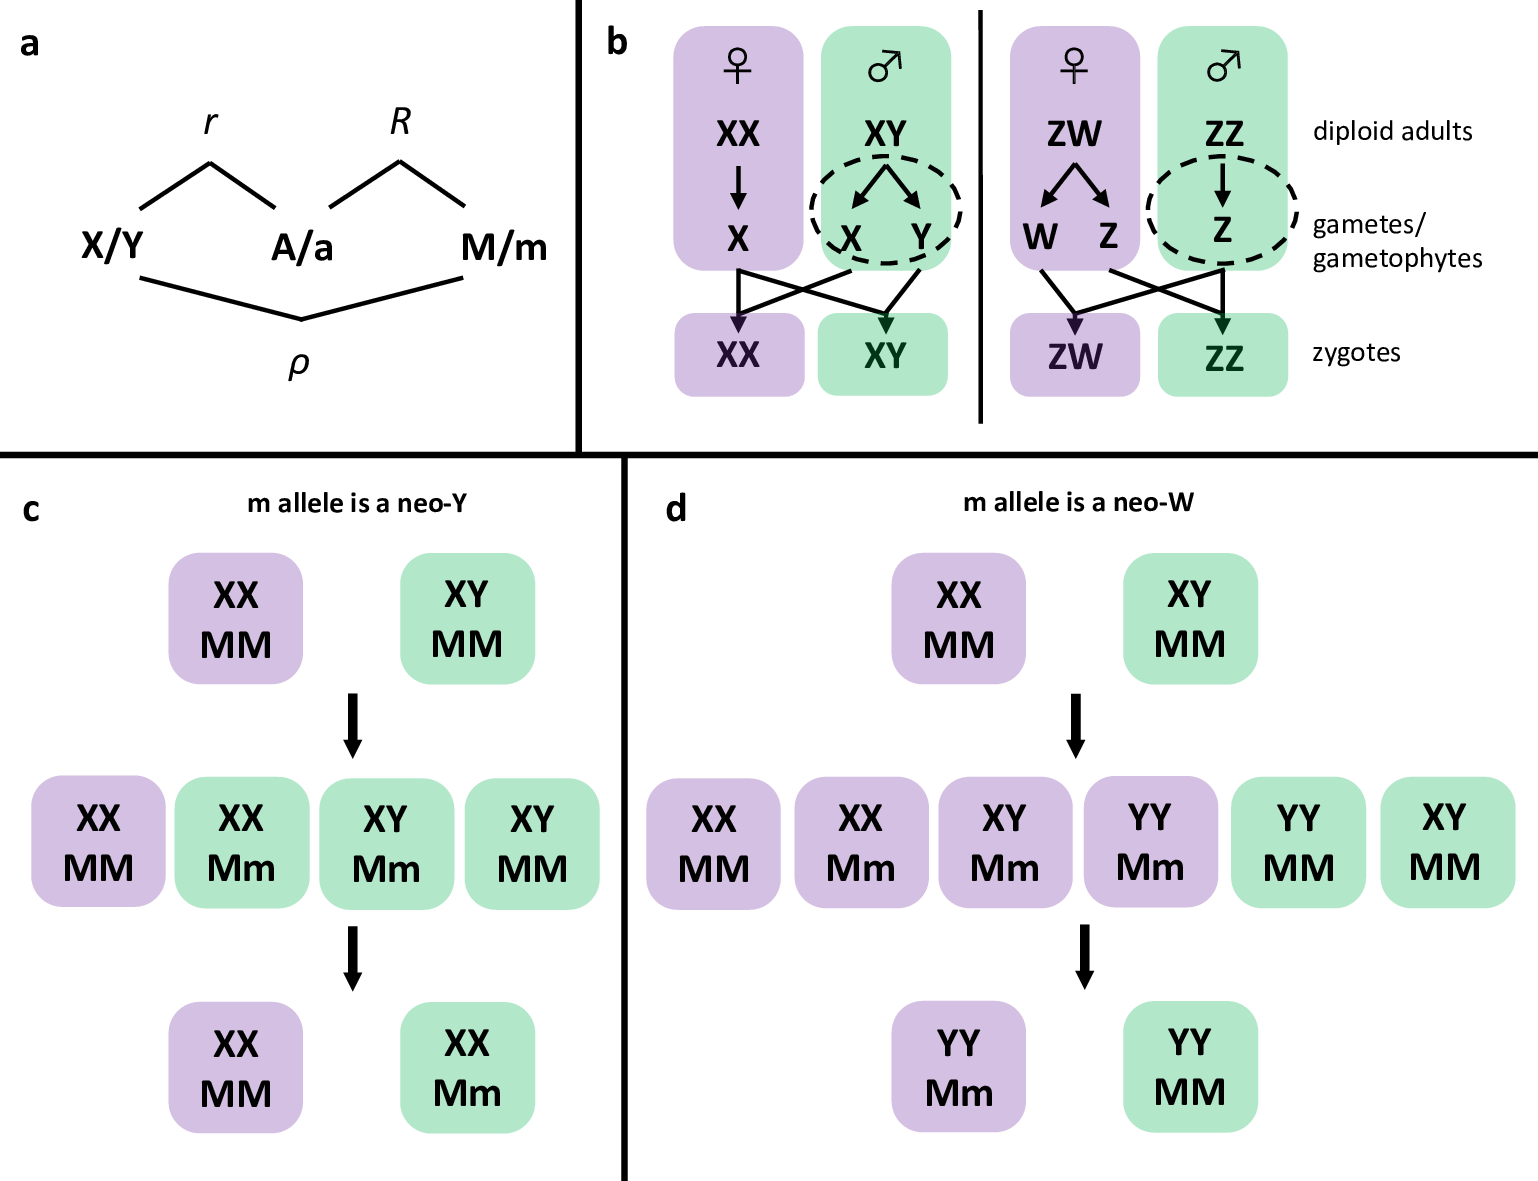 a
r R
X/Y A/a M/m
ρ
b
♀ ♂ ♀ ♂
XX XY ZW ZZ diploid adults
X X Y W Z Z gametes/
gametophytes
XX XY ZW ZZ zygotes
c m allele is a neo-Y
XX XY
MM MM
XX XX XY XY
MM Mm Mm MM
XX XX
MM Mm
d m allele is a neo-W
XX XY
MM MM
XX XX XY YY YY XY
MM Mm Mm Mm MM MM
YY YY
Mm MM